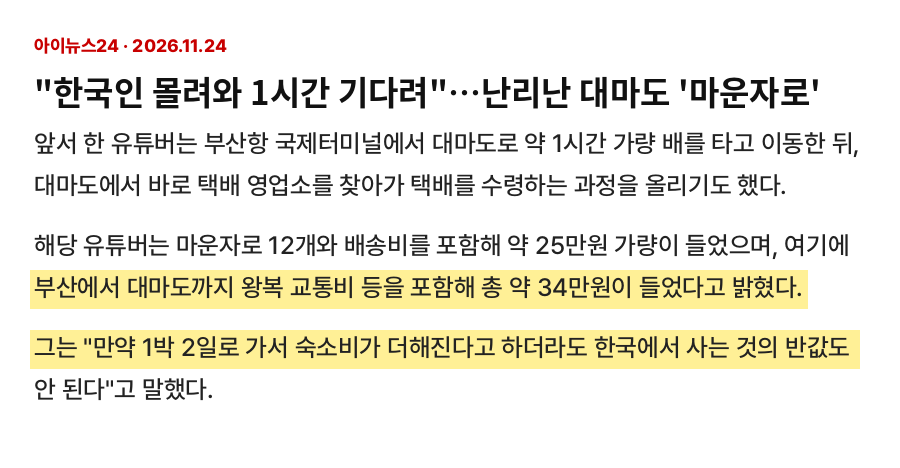 아이뉴스24 · 2026.11.24
"한국인 몰려와 1시간 기다려"…난리난 대마도 '마운자로'
앞서 한 유튜버는 부산항 국제터미널에서 대마도로 약 1시간 가량 배를 타고 이동한 뒤,
대마도에서 바로 택배 영업소를 찾아가 택배를 수령하는 과정을 올리기도 했다.
해당 유튜버는 마운자로 12개와 배송비를 포함해 약 25만원 가량이 들었으며, 여기에
부산에서 대마도까지 왕복 교통비 등을 포함해 총 약 34만원이 들었다고 밝혔다.
그는 "만약 1박 2일로 가서 숙소비가 더해진다고 하더라도 한국에서 사는 것의 반값도
안 된다"고 말했다.